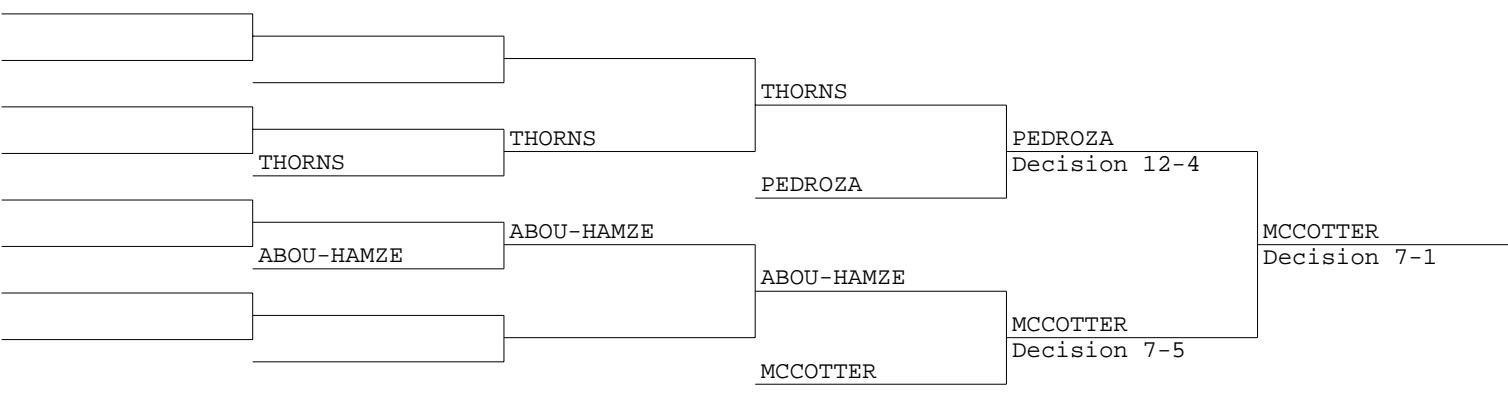 THORNS
THORNS
PEDROZA
THORNS
Decision 12-4
PEDROZA
ABOU-HAMZE
MCCOTTER
ABOU-HAMZE
Decision 7-1
ABOU-HAMZE
MCCOTTER
Decision 7-5
MCCOTTER